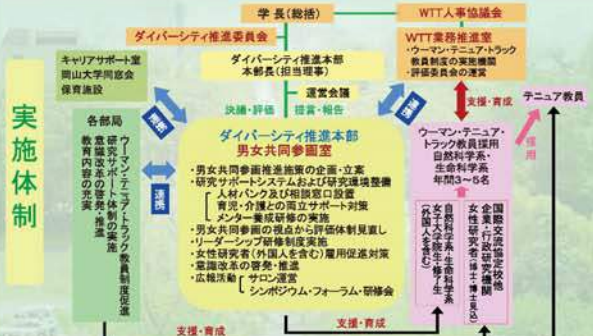 実施体制
学 長(総括)
WTT人事協議会
ダイバーシティ推進委員会
キャリアサポート室
岡山大学同窓会
保育施設
ダイバーシティ推進本部
本部長(担当理事)
運営会議
決議・評価
提言・報告
WTT業務推進室
・ウーマン・テニュア・トラック
教員制度の実施機関
・評価委員会の運営
連携
連携
支援・育成
テニュア教員
採用
各部局
ウーマン・テニュア・トラック教員制度促進
研究サポート体制の実施
意識改革の啓発・推進
教育内容の充実
連携
ダイバーシティ推進本部
男女共同参画室
・男女共同参画推進施策の企画・立案
・研究サポートシステムおよび研究環境整備
人材バンク及び相談窓口設置
育児・介護との両立サポート対策
メンター養成研修の実施
・男女共同参画の視点から評価体制見直し
・リーダーシップ研修制度実施
・女性研究者(外国人を含む)雇用促進対策
・意識改革の啓発・推進
・広報活動
サロン運営
シンポジウム・フォーラム・研修会
ウーマン・テニュア・
トラック教員採用
自然科学系・
生命科学系
年間3~5名
国際交流協定校他
企業・行政研究機関
女性研究者(博士・博士見込)
自然科学系・生命科学系
女子大学院生・修了生
(外国人を含む)
支援・育成
支援・育成